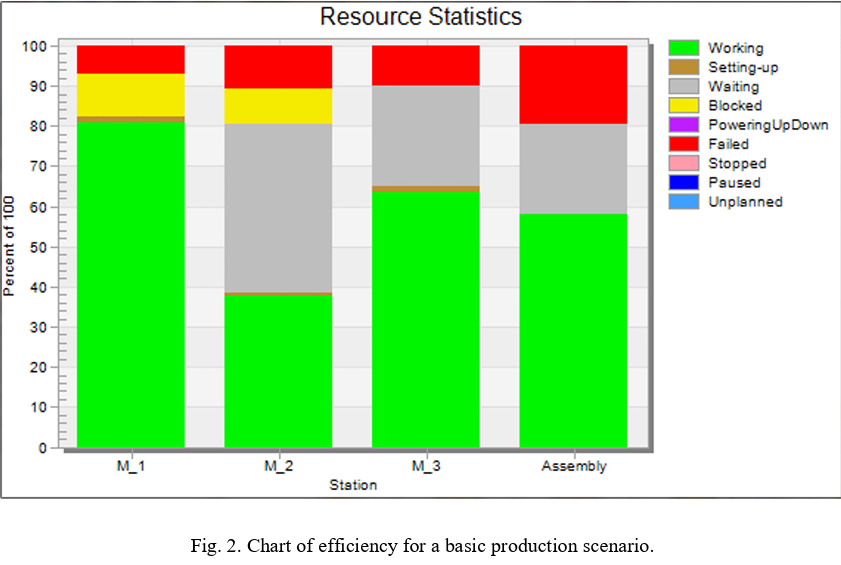 Resource Statistics
100
90
80
70
60
50
40
30
20
10
0
Percent of 100
M_1
M_2
M_3
Assembly
Station
Working
Setting-up
Waiting
Blocked
PoweringUpDown
Failed
Stopped
Paused
Unplanned
Fig. 2. Chart of efficiency for a basic production scenario.